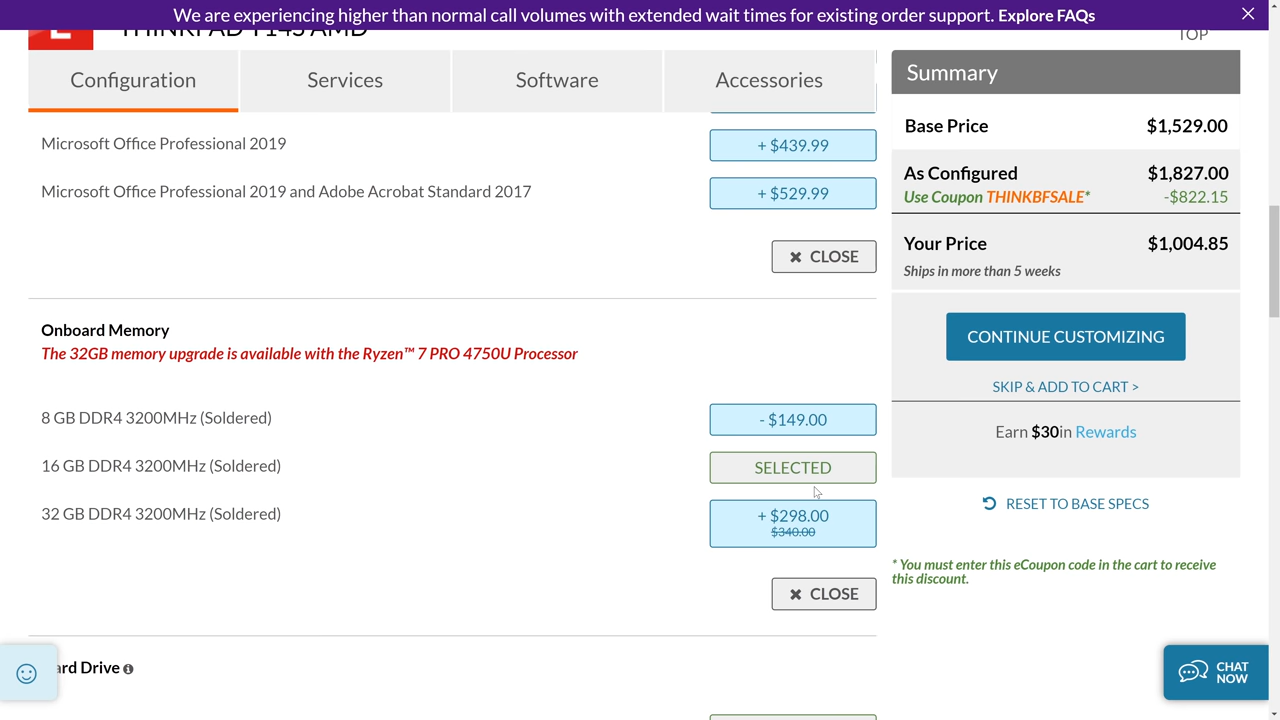 We are experiencing higher than normal call volumes with extended wait times for existing order support. Explore FAQs
THINKPAD T14S AMD
TOP
Configuration
Services
Software
Accessories
Microsoft Office Professional 2019
+ $439.99
Microsoft Office Professional 2019 and Adobe Acrobat Standard 2017
+ $529.99
✖ CLOSE
Onboard Memory
The 32GB memory upgrade is available with the Ryzen™ 7 PRO 4750U Processor
8 GB DDR4 3200MHz (Soldered)
- $149.00
16 GB DDR4 3200MHz (Soldered)
SELECTED
32 GB DDR4 3200MHz (Soldered)
+ $298.00
$340.00
✖ CLOSE
ard Drive
Summary
Base Price $1,529.00
As Configured $1,827.00
Use Coupon THINKBFSALE* -$822.15
Your Price $1,004.85
Ships in more than 5 weeks
CONTINUE CUSTOMIZING
SKIP & ADD TO CART >
Earn $30in Rewards
RESET TO BASE SPECS
* You must enter this eCoupon code in the cart to receive
this discount.
CHAT
NOW